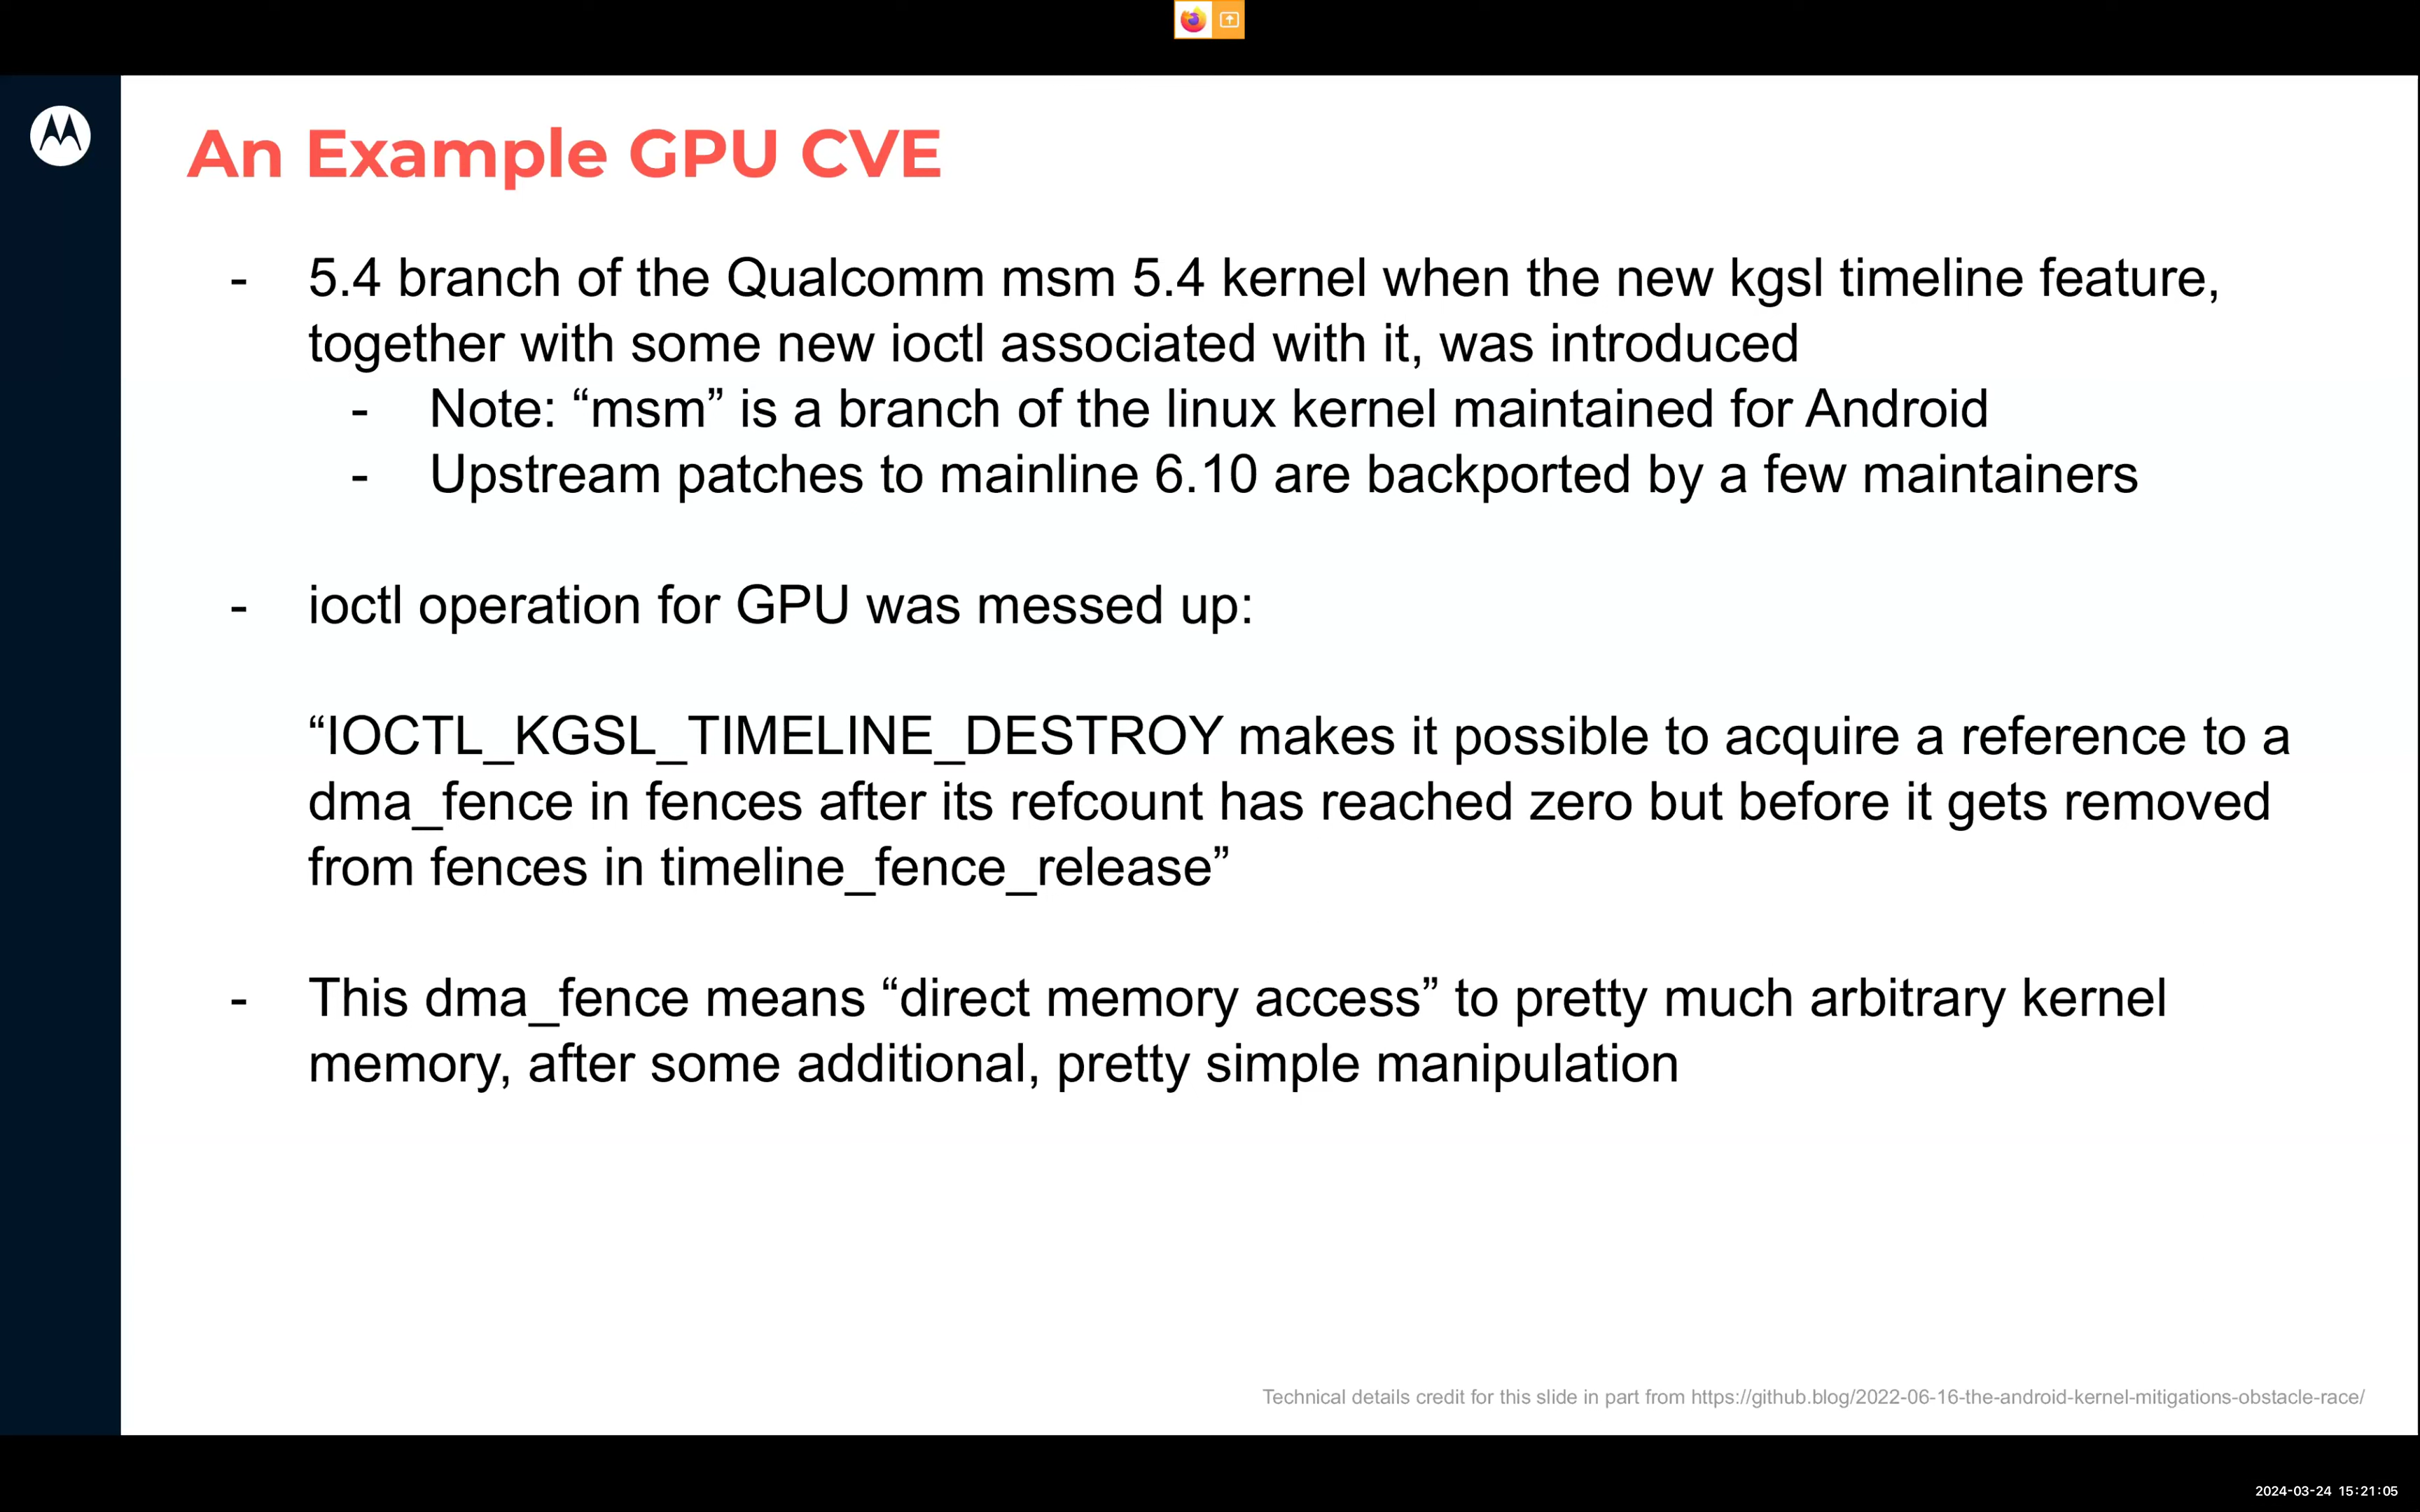 An Example GPU CVE
- 5.4 branch of the Qualcomm msm 5.4 kernel when the new kgsl timeline feature,
together with some new ioctl associated with it, was introduced
- Note: “msm” is a branch of the linux kernel maintained for Android
- Upstream patches to mainline 6.10 are backported by a few maintainers
- ioctl operation for GPU was messed up:
“IOCTL_KGSL_TIMELINE_DESTROY makes it possible to acquire a reference to a
dma_fence in fences after its refcount has reached zero but before it gets removed
from fences in timeline_fence_release”
- This dma_fence means “direct memory access” to pretty much arbitrary kernel
memory, after some additional, pretty simple manipulation
Technical details credit for this slide in part from https://github.blog/2022-06-16-the-android-kernel-mitigations-obstacle-race/
2024-03-24 15:21:05